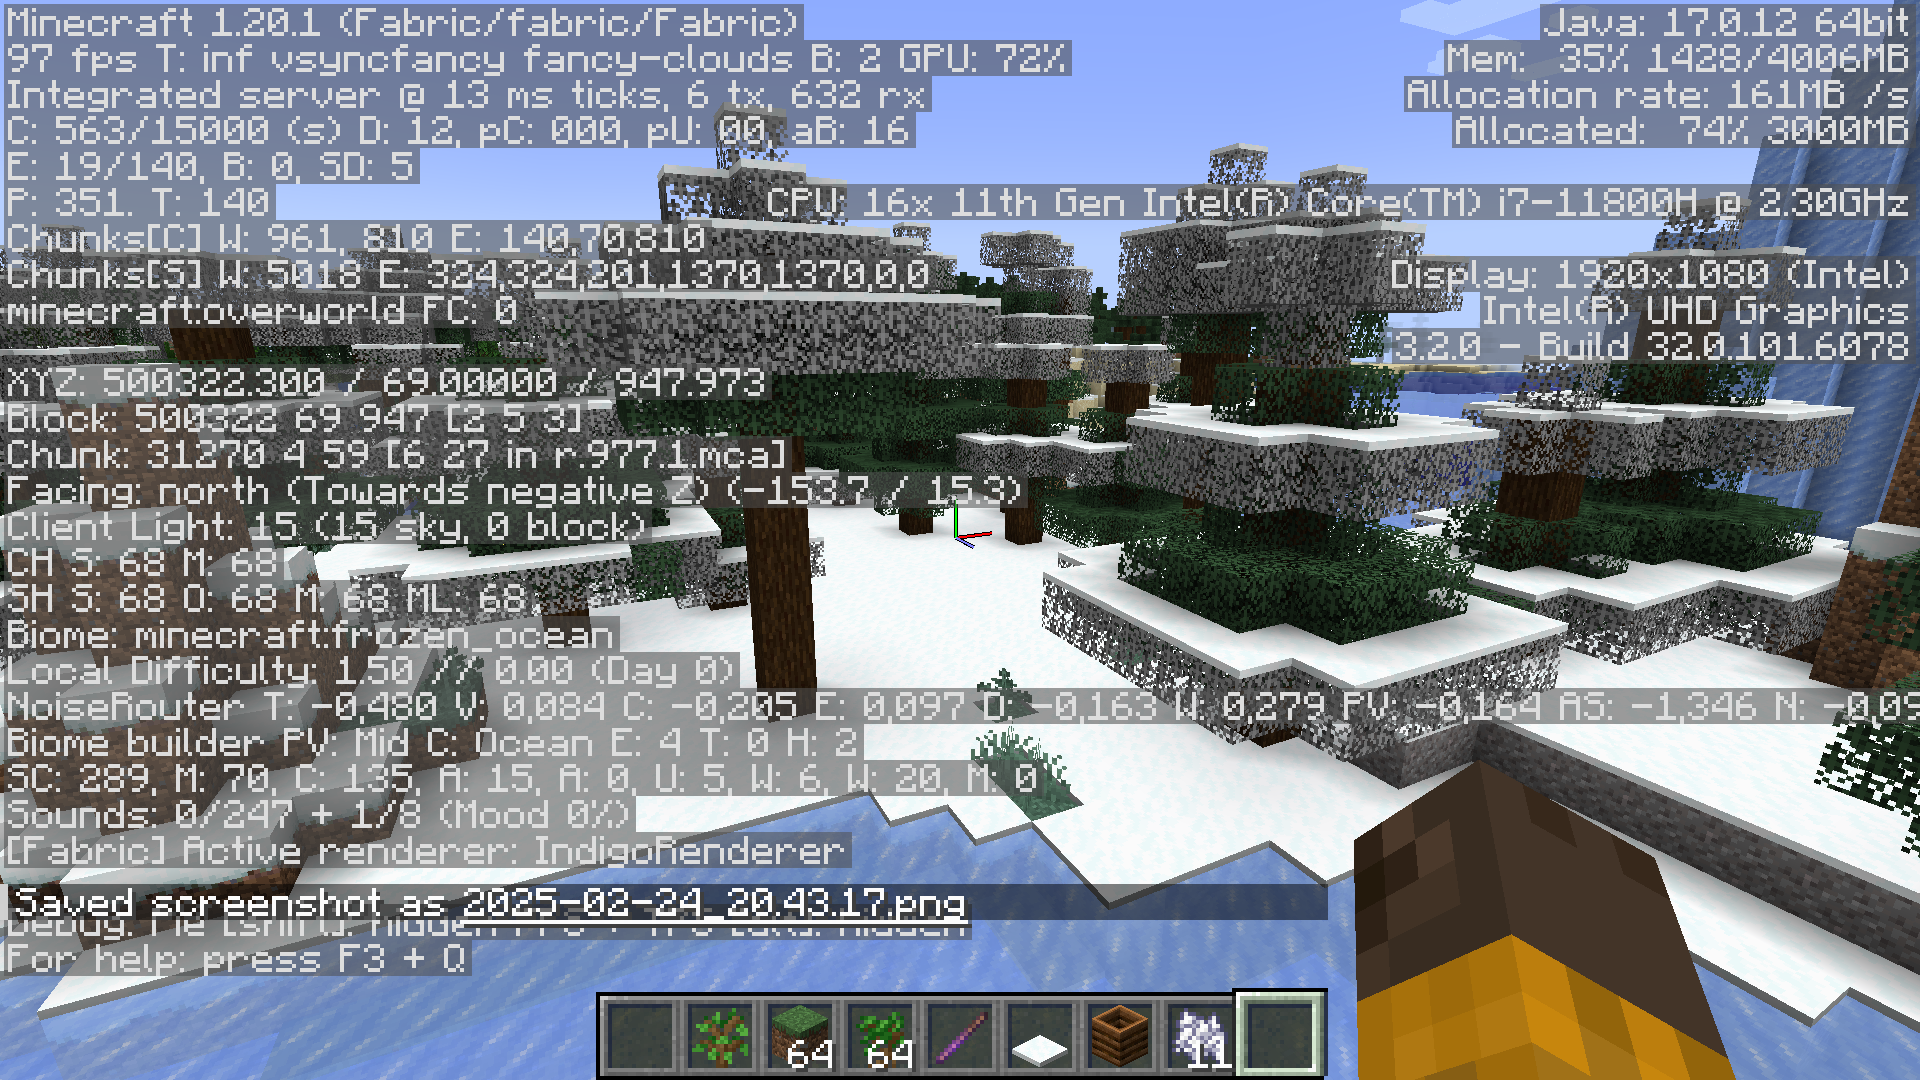 Minecraft 1.20.1 (Fabric/fabric/Fabric)
97 fps T: inf vsyncfancy fancy-clouds B: 2 GPU: 72%
Integrated server @ 13 ms ticks, 6 tx, 632 rx
C: 563/15000 (s) D: 12, pC: 000, pU: 00, aB: 16
E: 19/140, B: 0, SD: 5
P: 351. T: 140
Chunks[C] W: 961, 810 E: 140,70,810
Chunks[S] W: 5018 E: 324,324,201,1370,1370,0,0
minecraft:overworld FC: 0
XYZ: 500322.300 / 69.00000 / 947.973
Block: 500322 69 947 [2 5 3]
Chunk: 31270 4 59 [6 27 in r.977.1.mca]
Facing: north (Towards negative Z) (-153.7 / 15.3)
Client Light: 15 (15 sky, 0 block)
CH S: 68 M: 68
SH S: 68 O: 68 M: 68 ML: 68
Biome: minecraft:frozen_ocean
Local Difficulty: 1.50 // 0.00 (Day 0)
NoiseRouter T: -0,480 V: 0,084 C: -0,205 E: 0,097 D: -0,163 W: 0,279 PV: -0,164 AS: -1,346 N: -0,09
Biome builder PV: Mid C: Ocean E: 4 T: 0 H: 2
SC: 289, M: 70, C: 135, A: 15, A: 0, U: 5, W: 6, W: 20, M: 0
Sounds: 0/247 + 1/8 (Mood 0%)
[Fabric] Active renderer: IndigoRenderer
Saved screenshot as 2025-02-24_20.43.17.png
For help: press F3 + Q
Java: 17.0.12 64bit
Mem: 35% 1428/4006MB
Allocation rate: 161MB /s
Allocated: 74% 3000MB
CPU: 16x 11th Gen Intel(R) Core(TM) i7-11800H @ 2.30GHz
Display: 1920x1080 (Intel)
Intel(R) UHD Graphics
3.2.0 - Build 32.0.101.6078
64
64
11